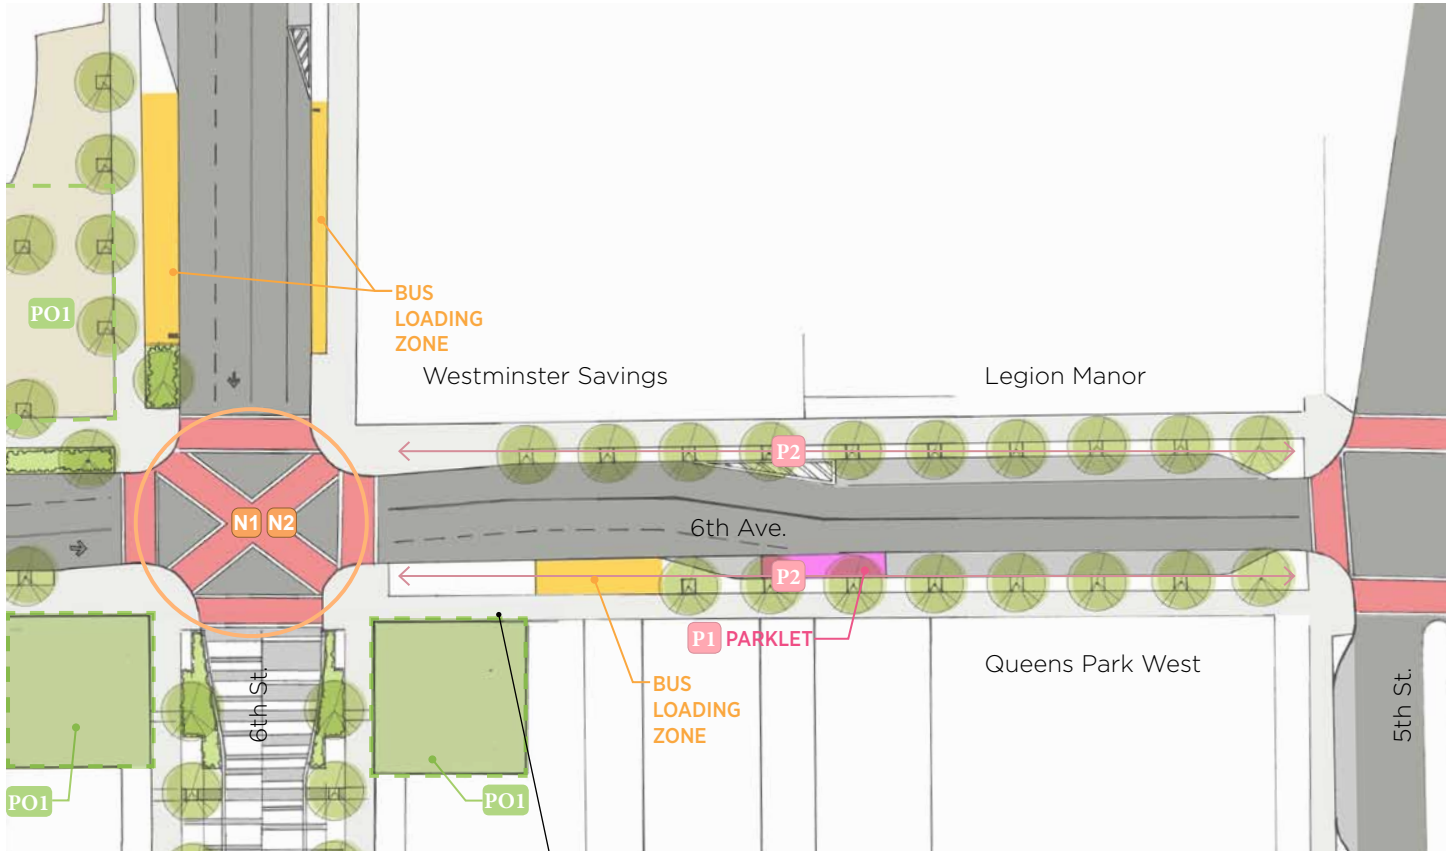 PO1
BUS
LOADING
ZONE
Westminster Savings
Legion Manor
P2
N1 N2
6th Ave.
P2
P1 PARKLET
Queens Park West
BUS
LOADING
ZONE
6th St.
5th St.
PO1
PO1